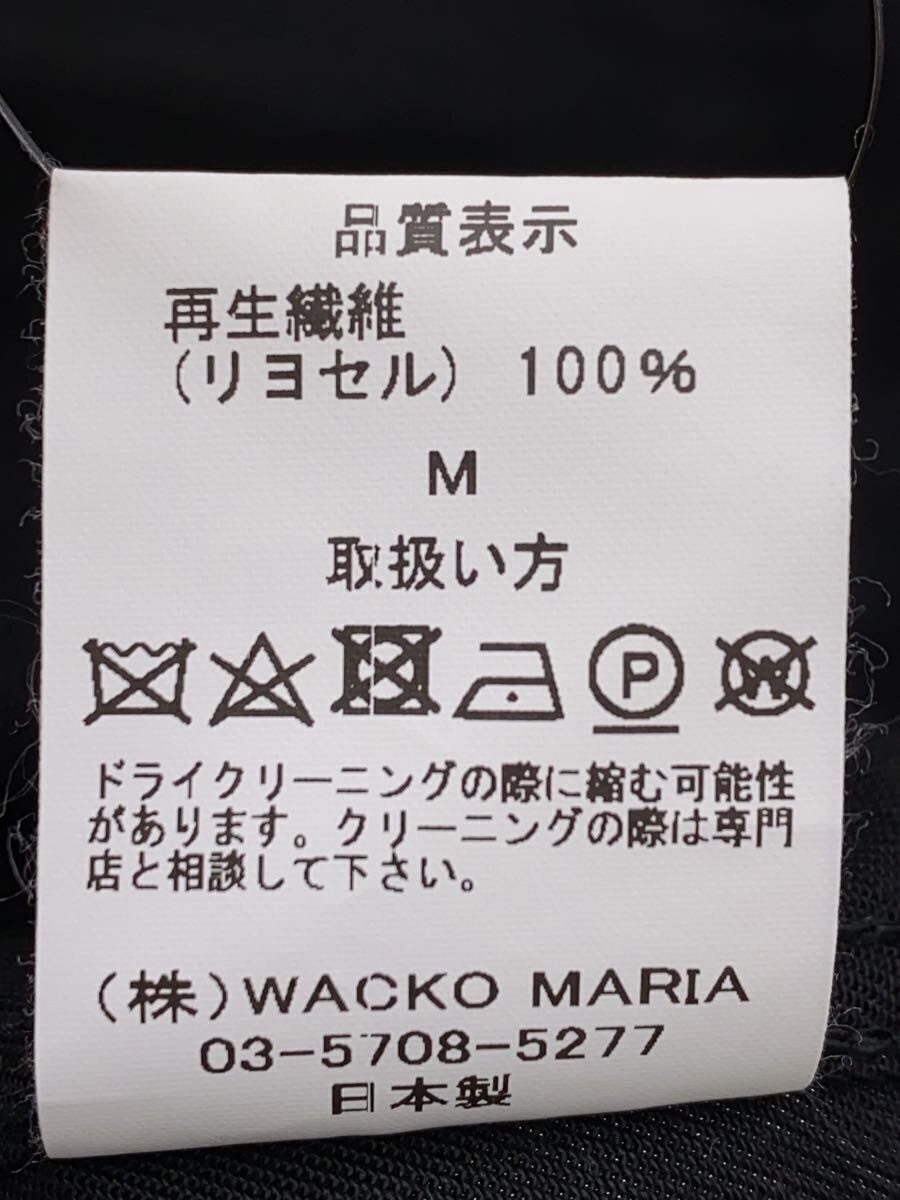 品質表示
再生繊維
(リヨセル) 100%
M
取扱い方
P W
ドライクリーニングの際に縮む可能性
があります。クリーニングの際は専門
店と相談して下さい。
(株)WACKO MARIA
03-5708-5277
日本製